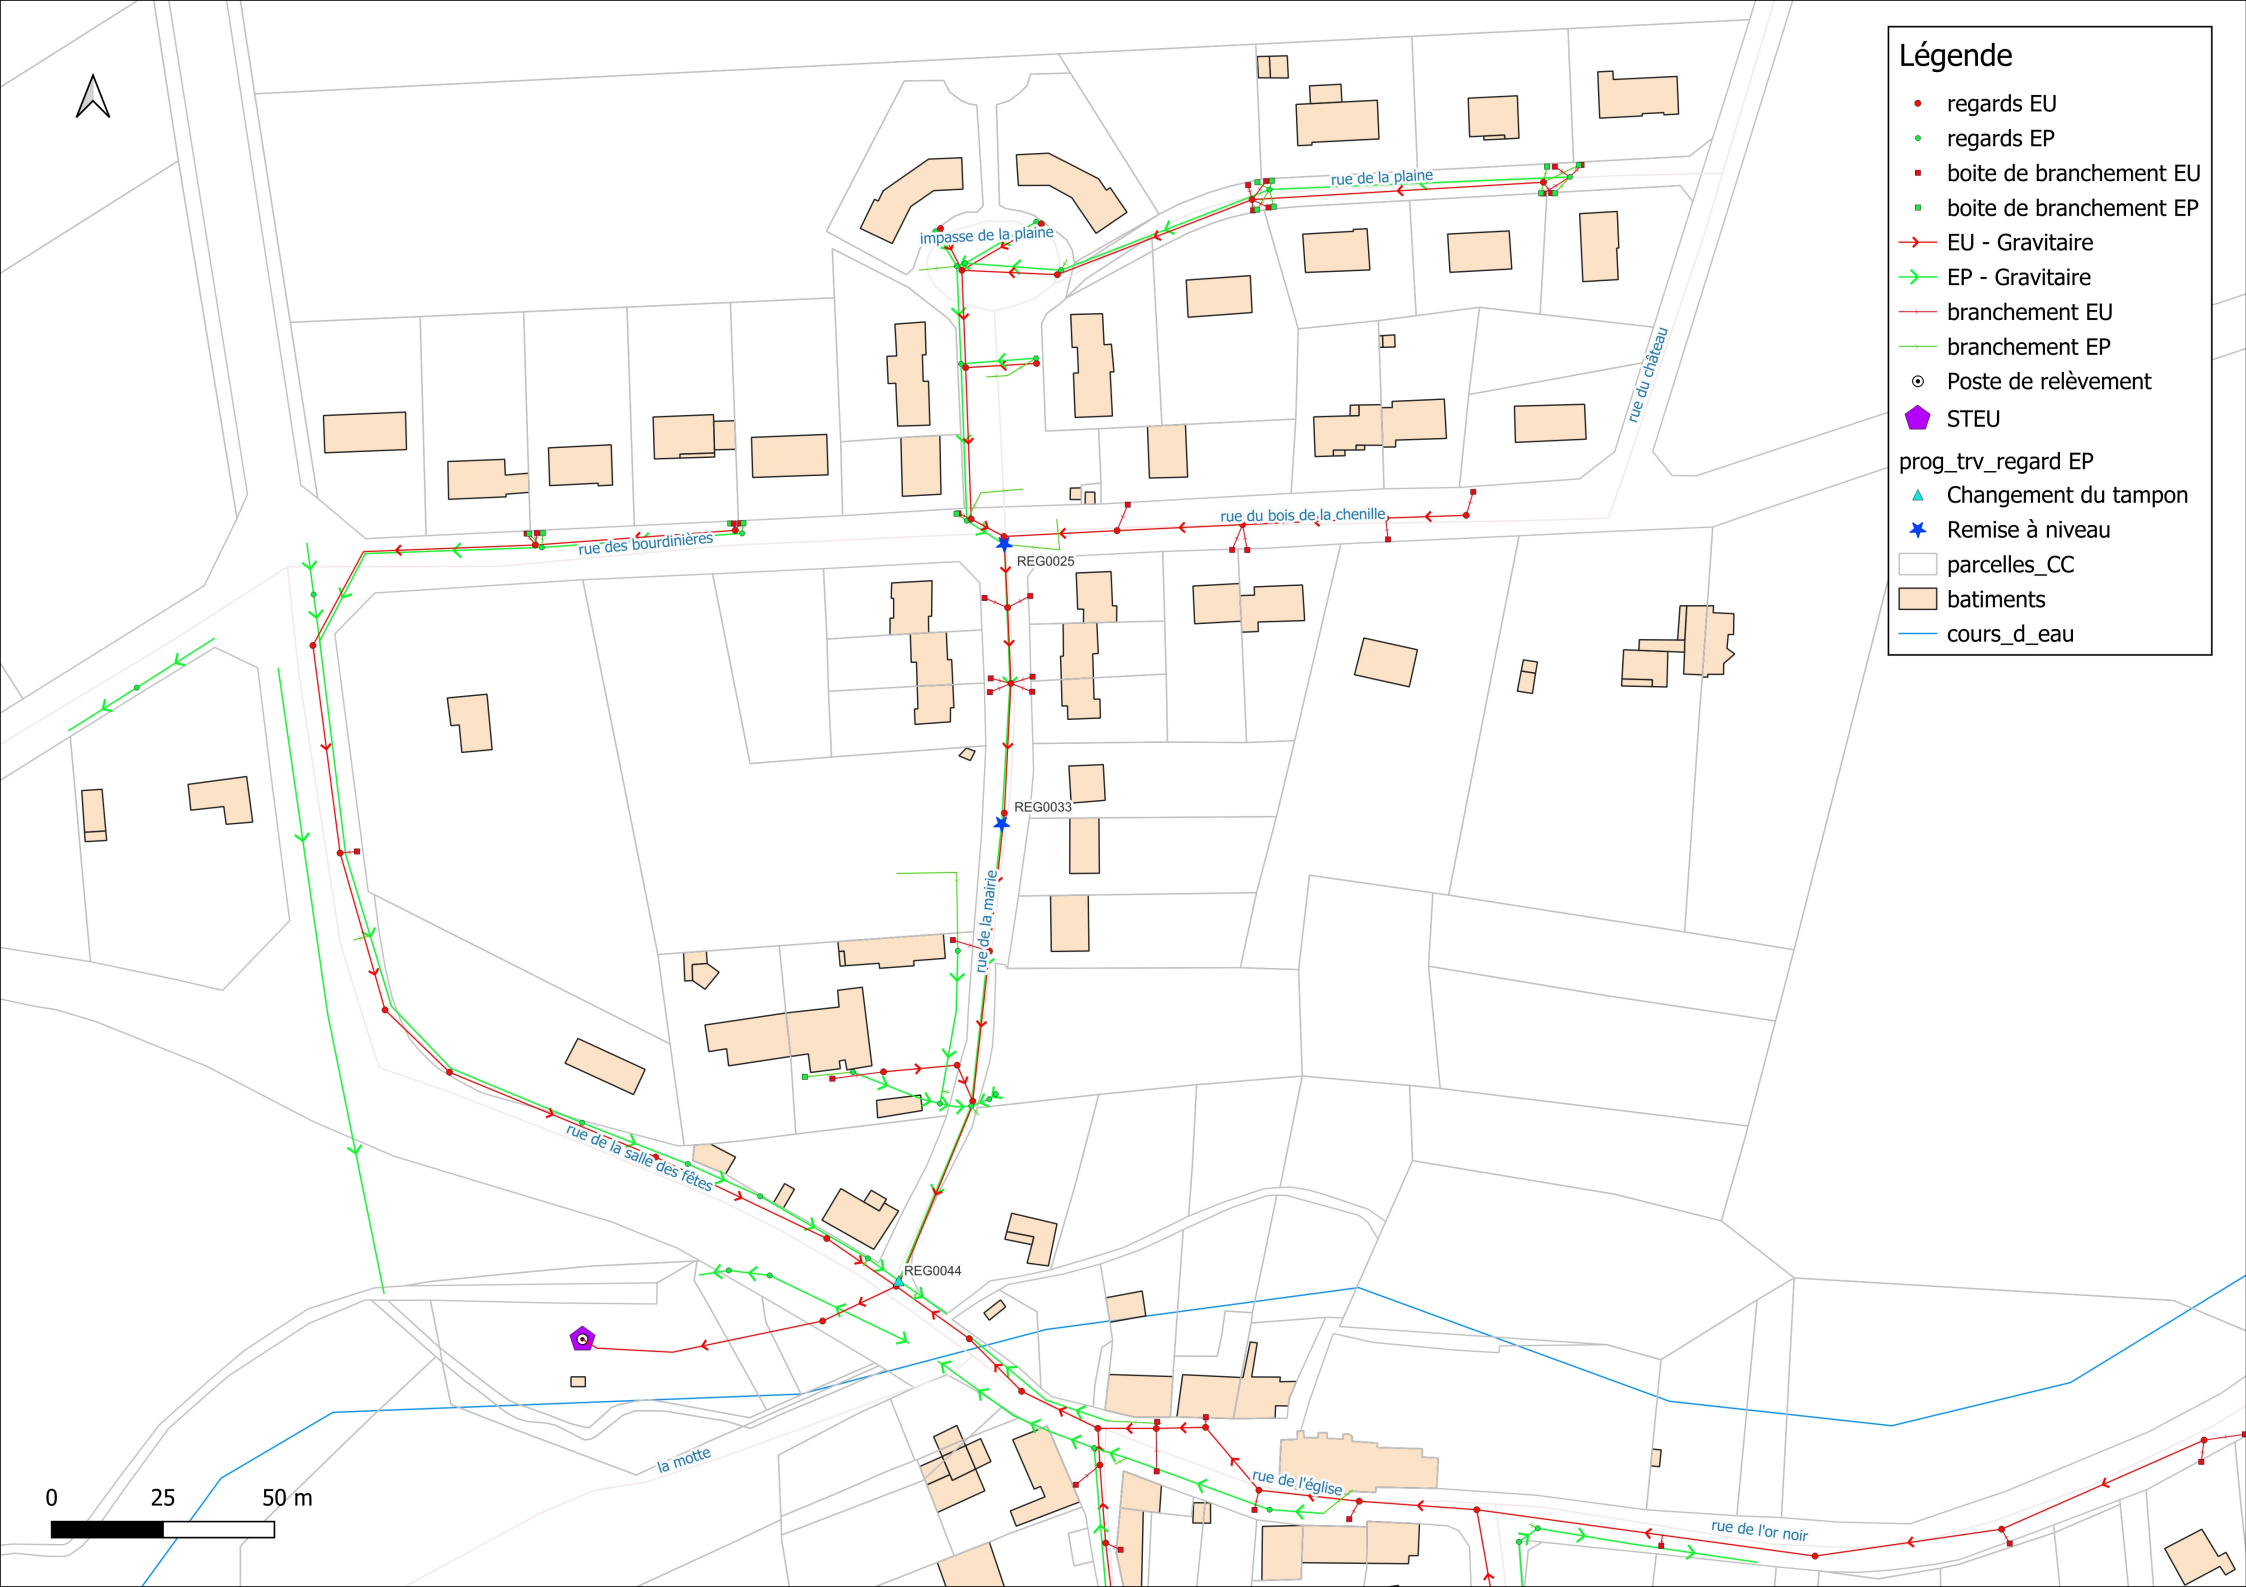 Légende
regards EU
regards EP
boite de branchement EU
boite de branchement EP
EU - Gravitaire
EP - Gravitaire
branchement EU
branchement EP
Poste de relèvement
STEU
prog_trv_regard EP
Changement du tampon
Remise à niveau
parcelles_CC
batiments
cours_d_eau
rue de la plaine
impasse de la plaine
rue du château
rue du bois de la chenille
rue des bourdinières
REG0025
REG0033
rue de la mairie
rue de la salle des fêtes
REG0044
la motte
rue de l'église
rue de l'or noir
0 25 50 m